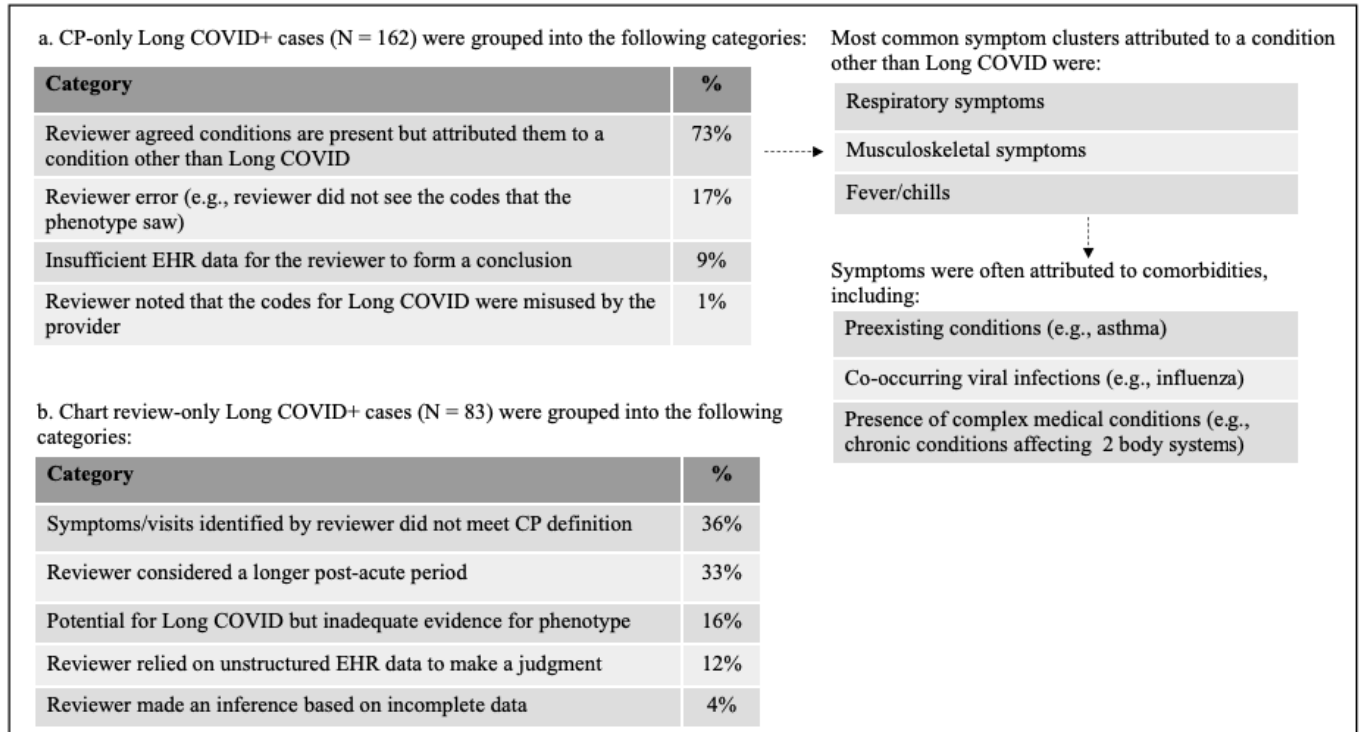 a. CP-only Long COVID+ cases (N = 162) were grouped into the following categories:
Category %
Reviewer agreed conditions are present but attributed them to a 73%
condition other than Long COVID
Reviewer error (e.g., reviewer did not see the codes that the 17%
phenotype saw)
Insufficient EHR data for the reviewer to form a conclusion 9%
Reviewer noted that the codes for Long COVID were misused by the 1%
provider
Most common symptom clusters attributed to a condition
other than Long COVID were:
Respiratory symptoms
Musculoskeletal symptoms
Fever/chills
Symptoms were often attributed to comorbidities,
including:
Preexisting conditions (e.g., asthma)
Co-occurring viral infections (e.g., influenza)
Presence of complex medical conditions (e.g.,
chronic conditions affecting 2 body systems)
b. Chart review-only Long COVID+ cases (N = 83) were grouped into the following
categories:
Category %
Symptoms/visits identified by reviewer did not meet CP definition 36%
Reviewer considered a longer post-acute period 33%
Potential for Long COVID but inadequate evidence for phenotype 16%
Reviewer relied on unstructured EHR data to make a judgment 12%
Reviewer made an inference based on incomplete data 4%